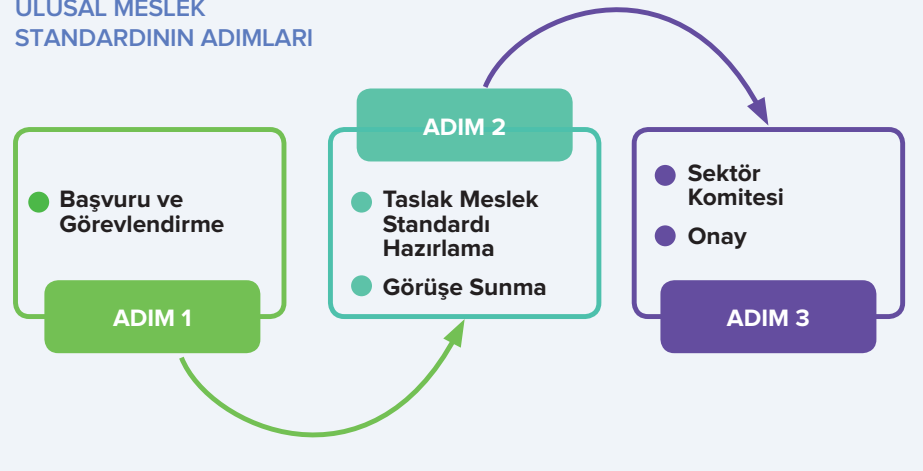 ULUSAL MESLEK
STANDARDININ ADIMLARI
Başvuru ve
Görevlendirme
ADIM 1
ADIM 2
Taslak Meslek
Standardı
Hazırlama
Görüşe Sunma
Sektör
Komitesi
Onay
ADIM 3